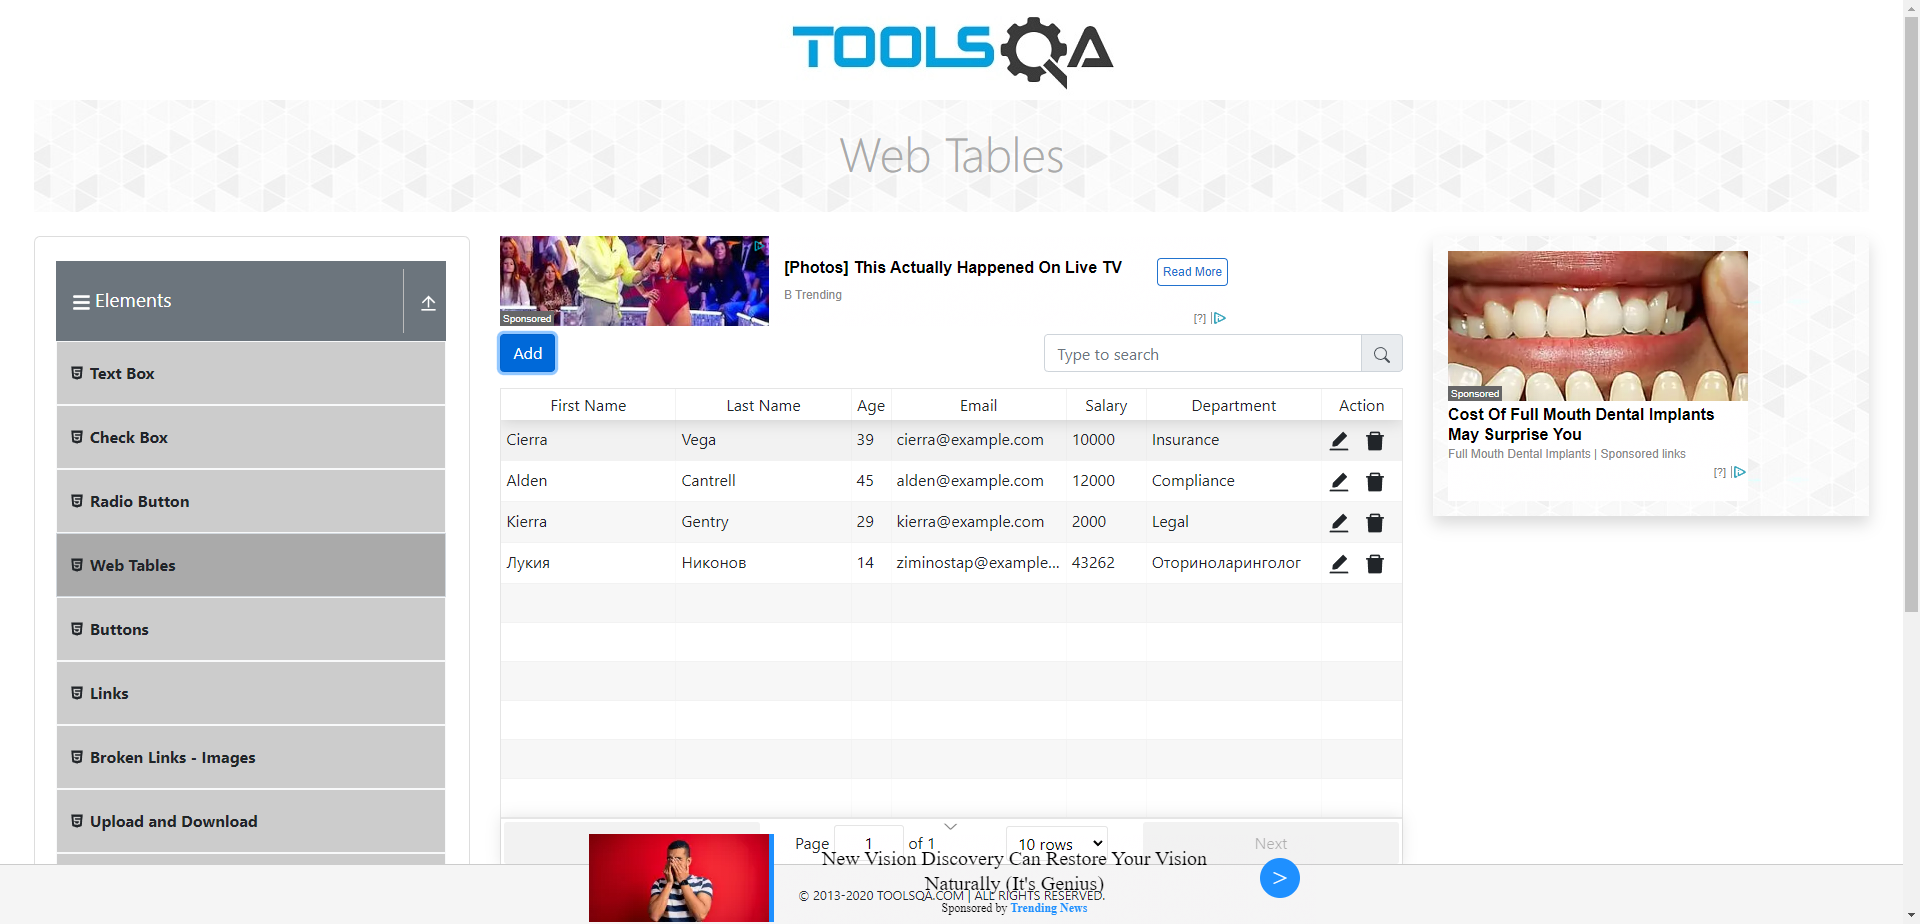 TOOLSQA
Web Tables
Elements
Text Box
Check Box
Radio Button
Web Tables
Buttons
Links
Broken Links - Images
Upload and Download
Sponsored
[Photos] This Actually Happened On Live TV
B Trending
Read More
[?]
Add
Type to search
First Name Last Name Age Email Salary Department Action
Cierra Vega 39 cierra@example.com 10000 Insurance
Alden Cantrell 45 alden@example.com 12000 Compliance
Kierra Gentry 29 kierra@example.com 2000 Legal
Лукия Никонов 14 ziminostap@example... 43262 Оториноларинголог
Page 1 of 1 10 rows Next
Sponsored
Cost Of Full Mouth Dental Implants
May Surprise You
Full Mouth Dental Implants | Sponsored links
[?]
New Vision Discovery Can Restore Your Vision
Naturally (It's Genius)
© 2013-2020 TOOLSQA.COM | ALL RIGHTS RESERVED.
Sponsored by Trending News
>